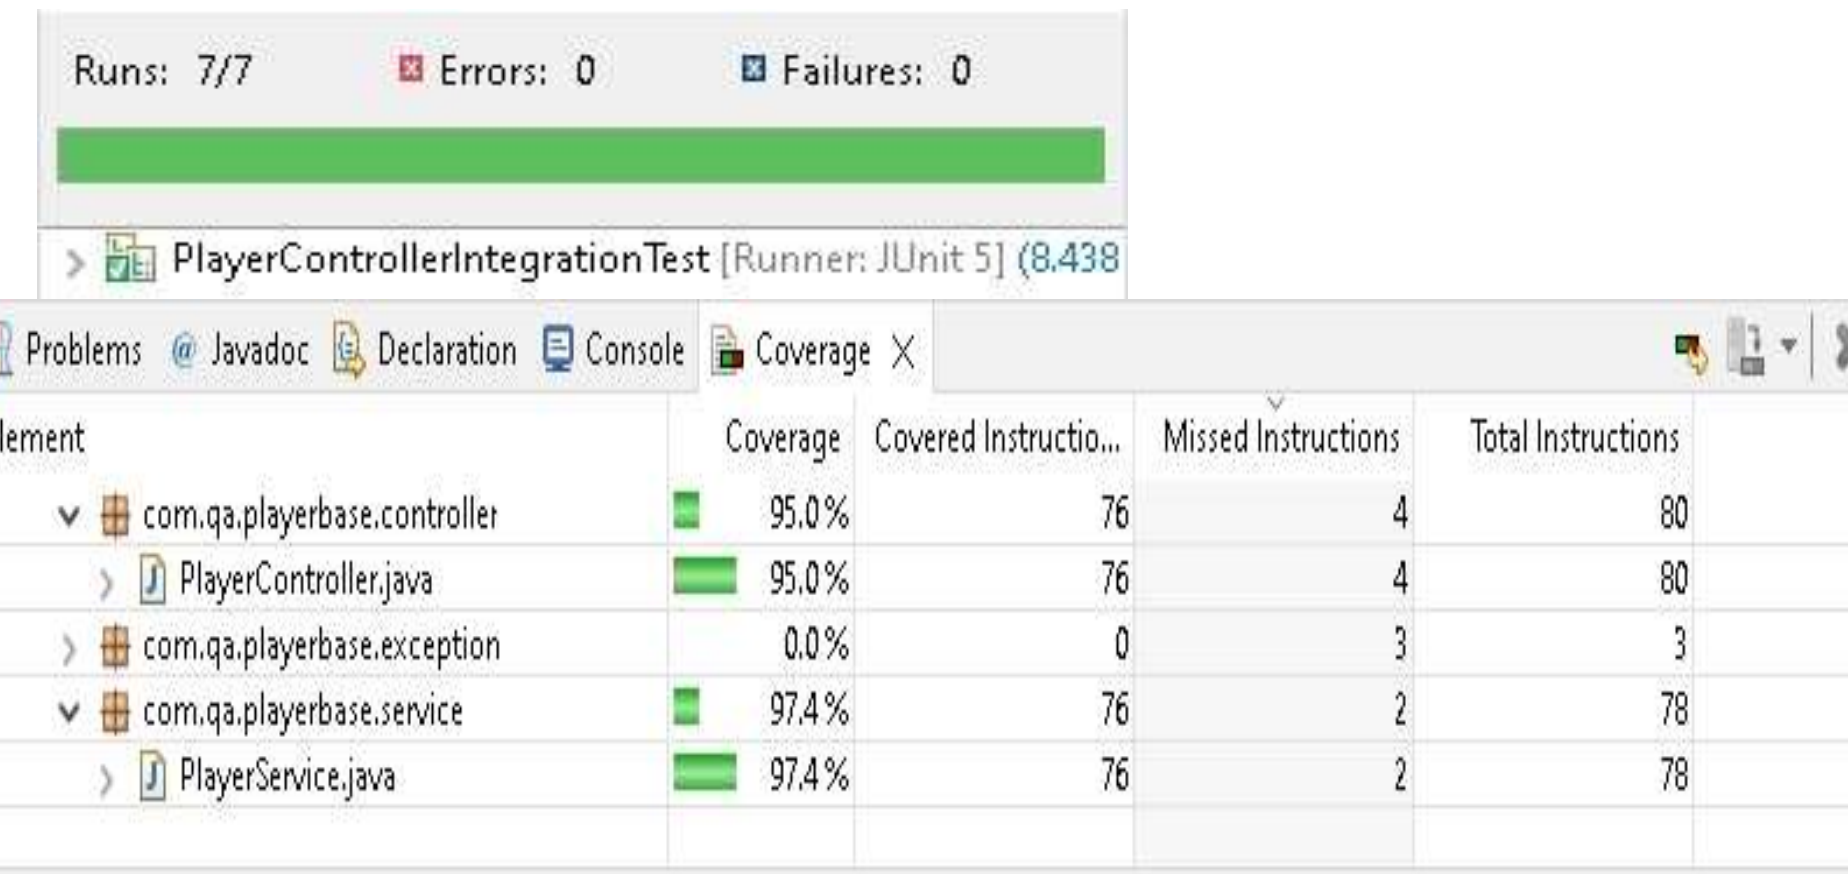 Runs: 7/7 Errors: 0 Failures: 0
PlayerControllerIntegrationTest [Runner: JUnit 5] (8.438
Problems @ Javadoc Declaration Console Coverage X
lement Coverage Covered Instructio... Missed Instructions Total Instructions
com.qa.playerbase.controller 95.0 % 76 4 80
PlayerController.java 95.0 % 76 4 80
com.qa.playerbase.exception 0.0 % 0 3 3
com.qa.playerbase.service 97.4 % 76 2 78
PlayerService.java 97.4 % 76 2 78